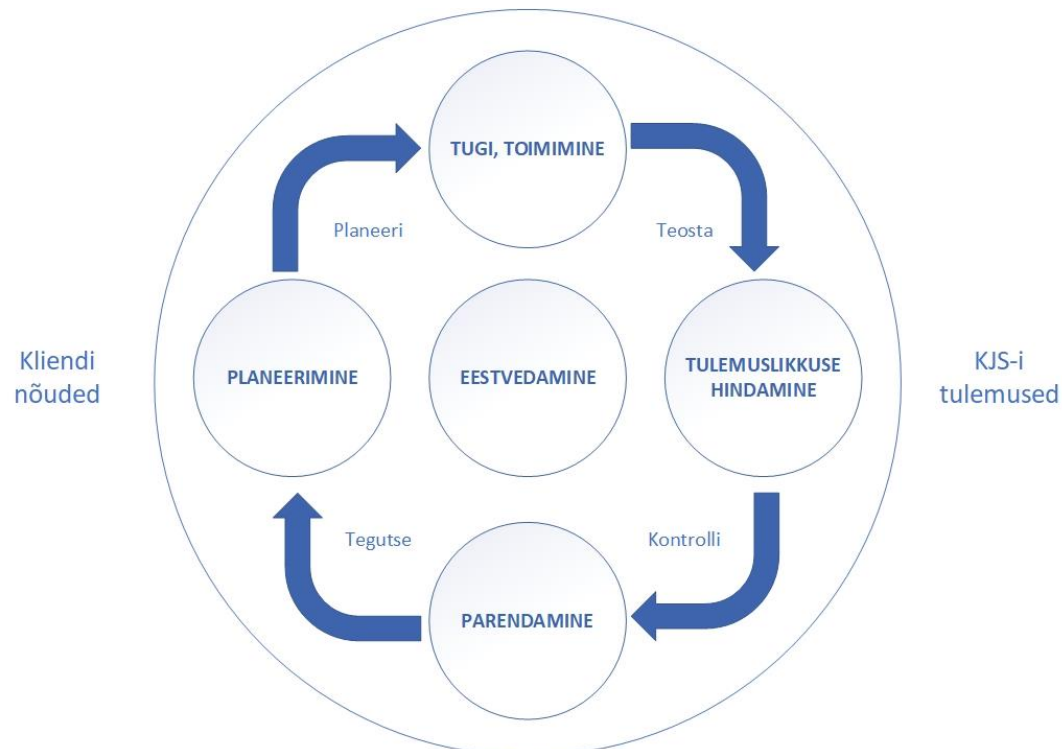 TUGI, TOIMIMINE
Planeeri
Teosta
Kliendi
nõuded
PLANEERIMINE
EESTVEDAMINE
TULEMUSLIKKUSE
HINDAMINE
KJS-i
tulemused
Tegutse
Kontrolli
PARENDAMINE